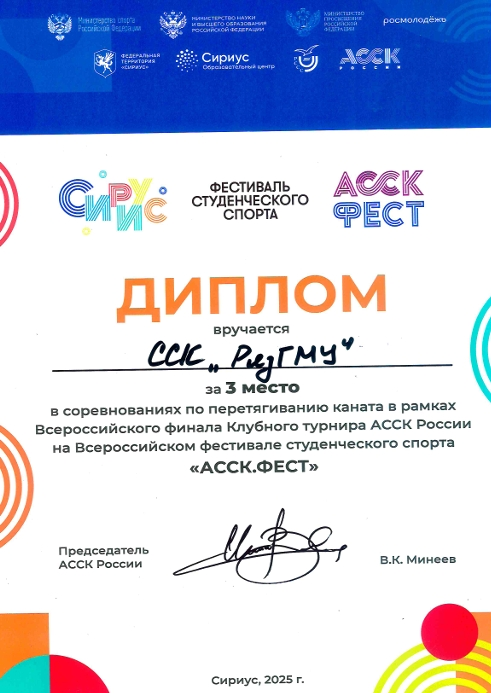 Министерство спорта
Российской Федерации
МИНИСТЕРСТВО НАУКИ
И ВЫСШЕГО ОБРАЗОВАНИЯ
РОССИЙСКОЙ ФЕДЕРАЦИИ
МИНИСТЕРСТВО
ПРОСВЕЩЕНИЯ
РОССИЙСКОЙ
ФЕДЕРАЦИИ
росмолодёжь
ФЕДЕРАЛЬНАЯ
ТЕРРИТОРИЯ
«СИРИУС»
Сириус
Образовательный центр
АССК
РОССИИ
СИРИУС
ФЕСТИВАЛЬ
СТУДЕНЧЕСКОГО
СПОРТА
АССК
ФЕСТ
ДИПЛОМ
вручается
ССК „РязГМУ“
за 3 место
в соревнованиях по перетягиванию каната в рамках
Всероссийского финала Клубного турнира АССК России
на Всероссийском фестивале студенческого спорта
«АССК.ФЕСТ»
Председатель
АССК России
В.К. Минеев
Сириус, 2025 г.